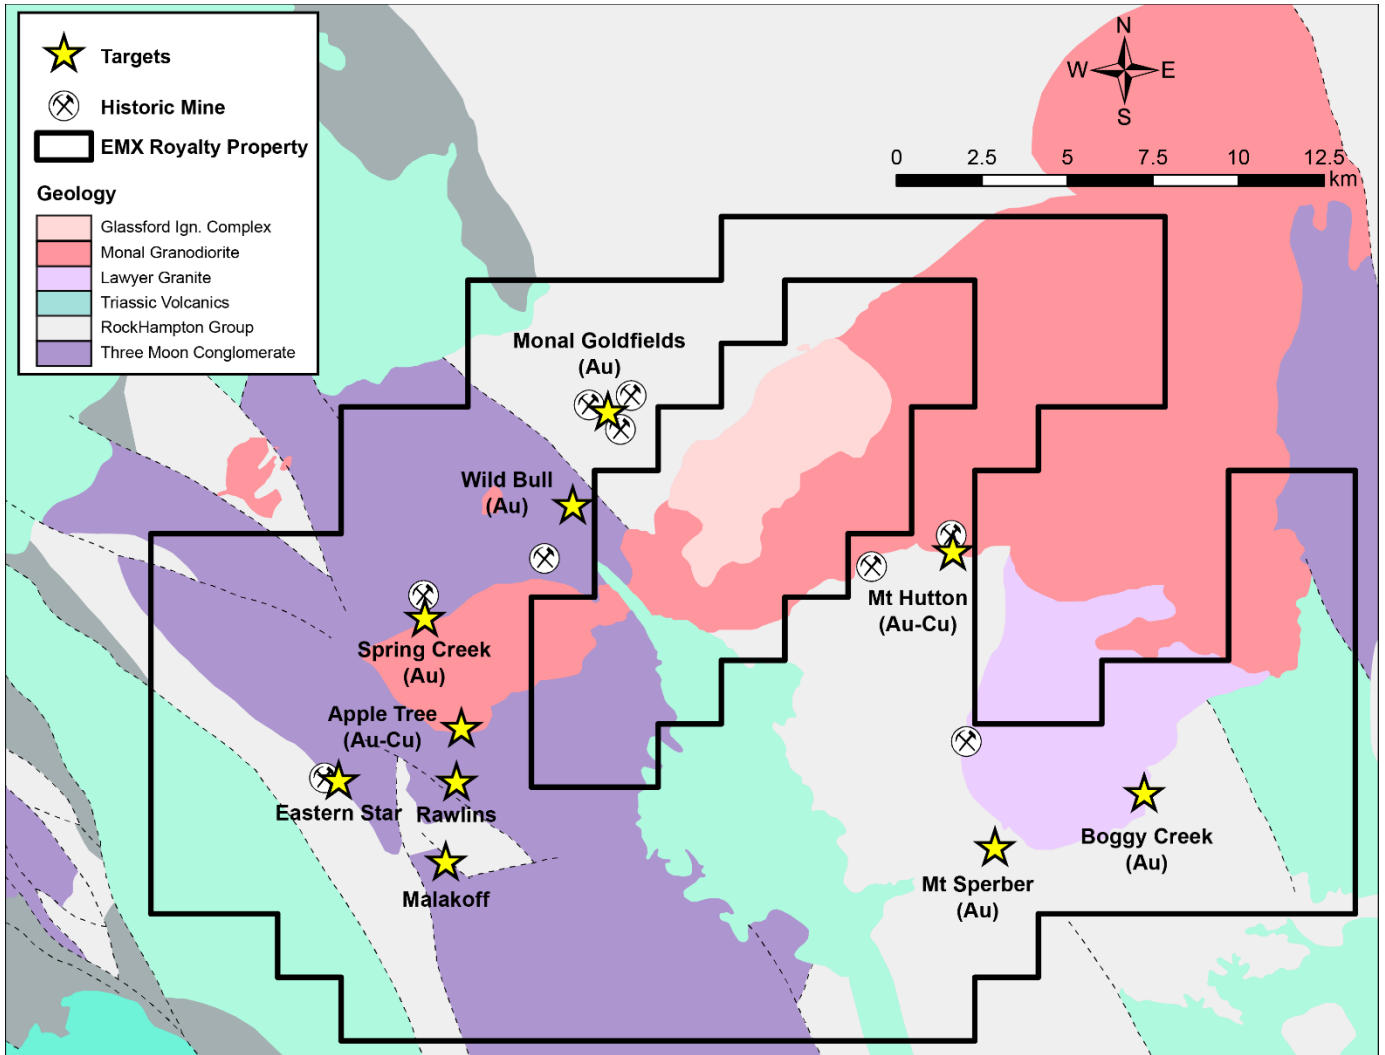 Targets
Historic Mine
EMX Royalty Property
Geology
Glassford Ign. Complex
Monal Granodiorite
Lawyer Granite
Triassic Volcanics
RockHampton Group
Three Moon Conglomerate
N
W E
S
0 2.5 5 7.5 10 12.5
km
Monal Goldfields
(Au)
Wild Bull
(Au)
Mt Hutton
(Au-Cu)
Spring Creek
(Au)
Apple Tree
(Au-Cu)
Eastern Star
Rawlins
Malakoff
Boggy Creek
(Au)
Mt Sperber
(Au)